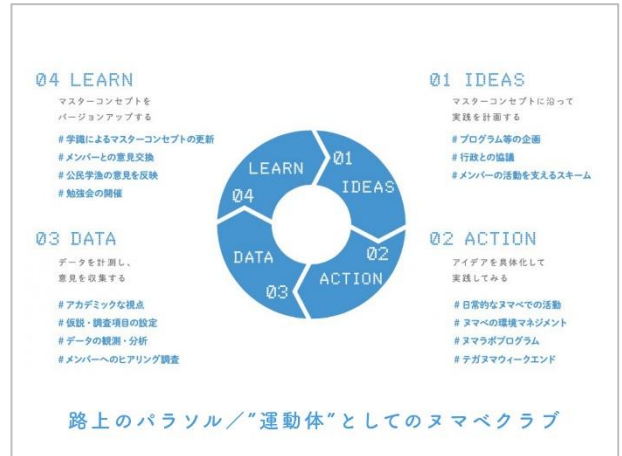 04 LEARN
マスターコンセプトを
バージョンアップする
#学識によるマスターコンセプトの更新
#メンバーとの意見交換
#公民学漁の意見を反映
#勉強会の開催
01 IDEAS
マスターコンセプトに沿って
実践を計画する
#プログラム等の企画
#行政との協議
#メンバーの活動を支えるスキーム
LEARN
04
01
IDEAS
DATA
03
02
ACTION
03 DATA
データを計測し、
意見を収集する
#アカデミックな視点
#仮説・調査項目の設定
#データの観測・分析
#メンバーへのヒアリング調査
02 ACTION
アイデアを具体化して
実践してみる
#日常的なヌマベでの活動
#ヌマベの環境マネジメント
#ヌマラボプログラム
#テガヌマウィークエンド
路上のパラソル／"運動体"としてのヌマベクラブ